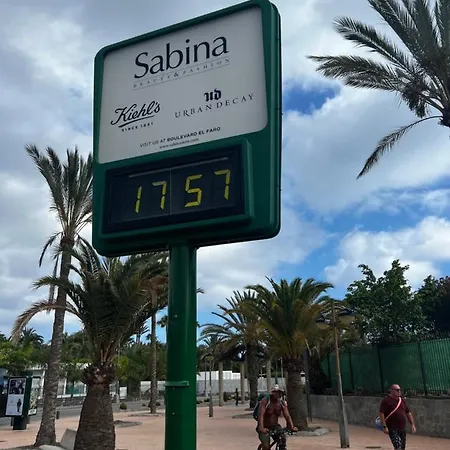 Sabina
BEAUTY & FASHION
Kiehl's
SINCE 1851
UD
URBAN DECAY
VISIT US AT BOULEVARD EL FARO
17 57